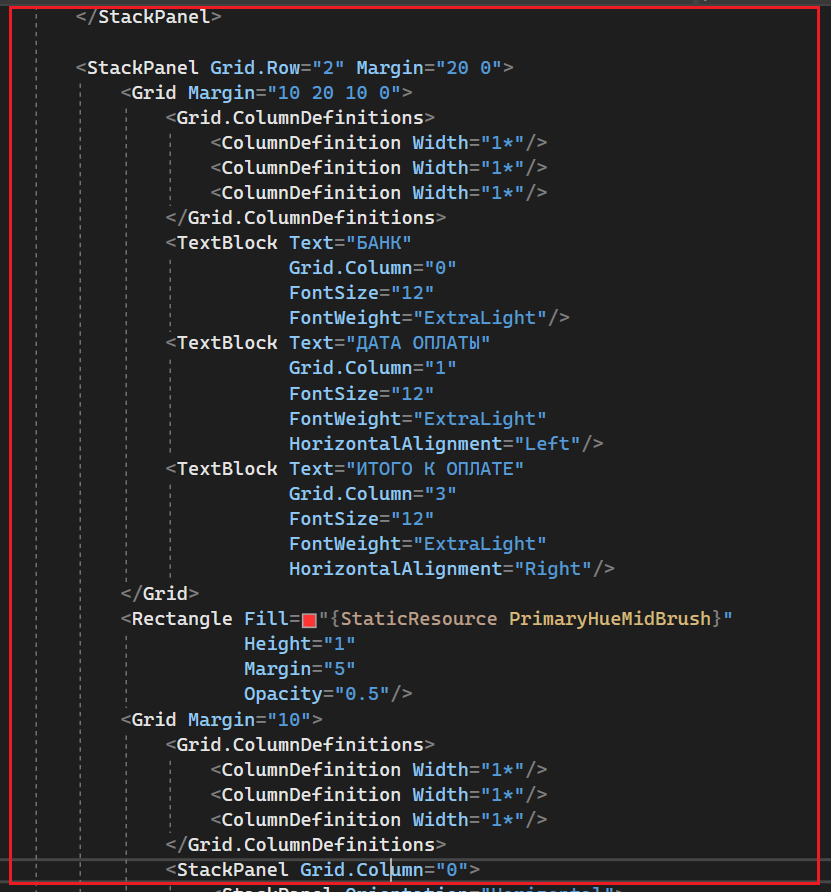 </StackPanel>
<StackPanel Grid.Row="2" Margin="20 0">
<Grid Margin="10 20 10 0">
<Grid.ColumnDefinitions>
<ColumnDefinition Width="1*"/>
<ColumnDefinition Width="1*"/>
<ColumnDefinition Width="1*"/>
</Grid.ColumnDefinitions>
<TextBlock Text="БАНК"
Grid.Column="0"
FontSize="12"
FontWeight="ExtraLight"/>
<TextBlock Text="ДАТА ОПЛАТЫ"
Grid.Column="1"
FontSize="12"
FontWeight="ExtraLight"
HorizontalAlignment="Left"/>
<TextBlock Text="ИТОГО К ОПЛАТЕ"
Grid.Column="3"
FontSize="12"
FontWeight="ExtraLight"
HorizontalAlignment="Right"/>
</Grid>
<Rectangle Fill="{StaticResource PrimaryHueMidBrush}"
Height="1"
Margin="5"
Opacity="0.5"/>
<Grid Margin="10">
<Grid.ColumnDefinitions>
<ColumnDefinition Width="1*"/>
<ColumnDefinition Width="1*"/>
<ColumnDefinition Width="1*"/>
</Grid.ColumnDefinitions>
<StackPanel Grid.Column="0">
<StackPanel Orientation="Horizontal">